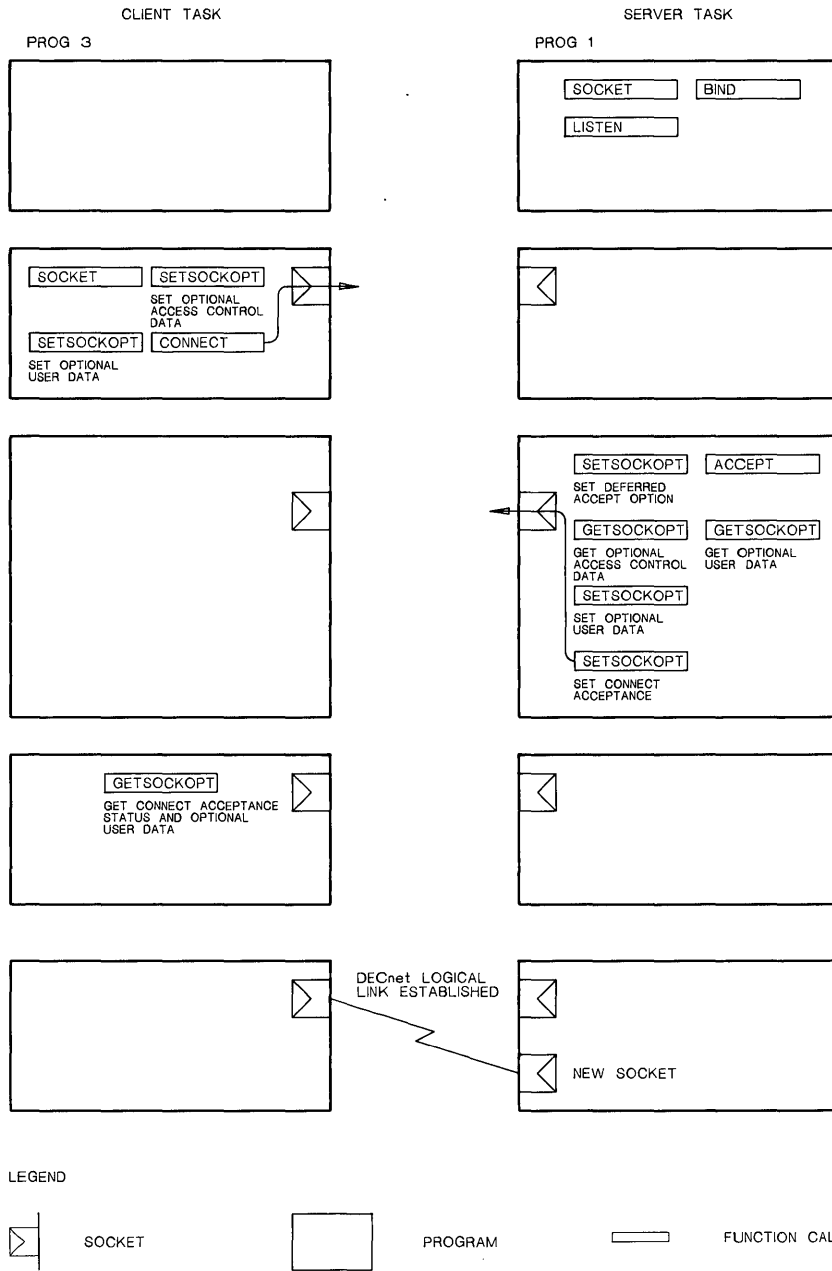 CLIENT TASK
SERVER TASK
PROG 3
PROG 1
SOCKET
BIND
LISTEN
SOCKET
SETSOCKOPT
SET OPTIONAL
ACCESS CONTROL
DATA
SETSOCKOPT
CONNECT
SET OPTIONAL
USER DATA
SETSOCKOPT
ACCEPT
SET DEFERRED
ACCEPT OPTION
GETSOCKOPT
GETSOCKOPT
GET OPTIONAL
ACCESS CONTROL
DATA
GET OPTIONAL
USER DATA
SETSOCKOPT
SET OPTIONAL
USER DATA
SETSOCKOPT
SET CONNECT
ACCEPTANCE
GETSOCKOPT
GET CONNECT ACCEPTANCE
STATUS AND OPTIONAL
USER DATA
DECnet LOGICAL
LINK ESTABLISHED
NEW SOCKET
LEGEND
SOCKET
PROGRAM
FUNCTION CAL